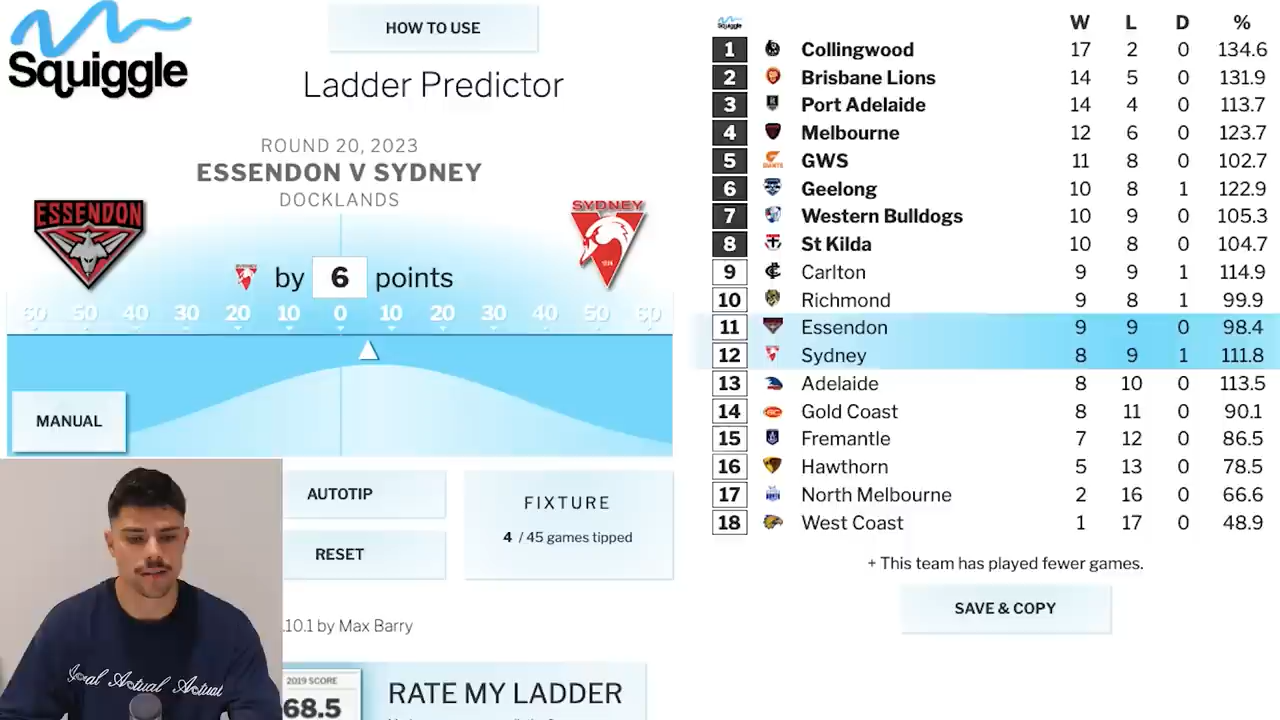 Squiggle
HOW TO USE
Ladder Predictor
ROUND 20, 2023
ESSENDON V SYDNEY
DOCKLANDS
ESSENDON
SYDNEY
by 6 points
60 50 40 30 20 10 0 10 20 30 40 50 60
MANUAL
AUTOTIP
RESET
FIXTURE
4 / 45 games tipped
.10.1 by Max Barry
2019 SCORE
68.5
RATE MY LADDER
Actual Actual
Squiggle W L D %
1 Collingwood 17 2 0 134.6
2 Brisbane Lions 14 5 0 131.9
3 Port Adelaide 14 4 0 113.7
4 Melbourne 12 6 0 123.7
5 GWS 11 8 0 102.7
6 Geelong 10 8 1 122.9
7 Western Bulldogs 10 9 0 105.3
8 St Kilda 10 8 0 104.7
9 Carlton 9 9 1 114.9
10 Richmond 9 8 1 99.9
11 Essendon 9 9 0 98.4
12 Sydney 8 9 1 111.8
13 Adelaide 8 10 0 113.5
14 Gold Coast 8 11 0 90.1
15 Fremantle 7 12 0 86.5
16 Hawthorn 5 13 0 78.5
17 North Melbourne 2 16 0 66.6
18 West Coast 1 17 0 48.9
+ This team has played fewer games.
SAVE & COPY